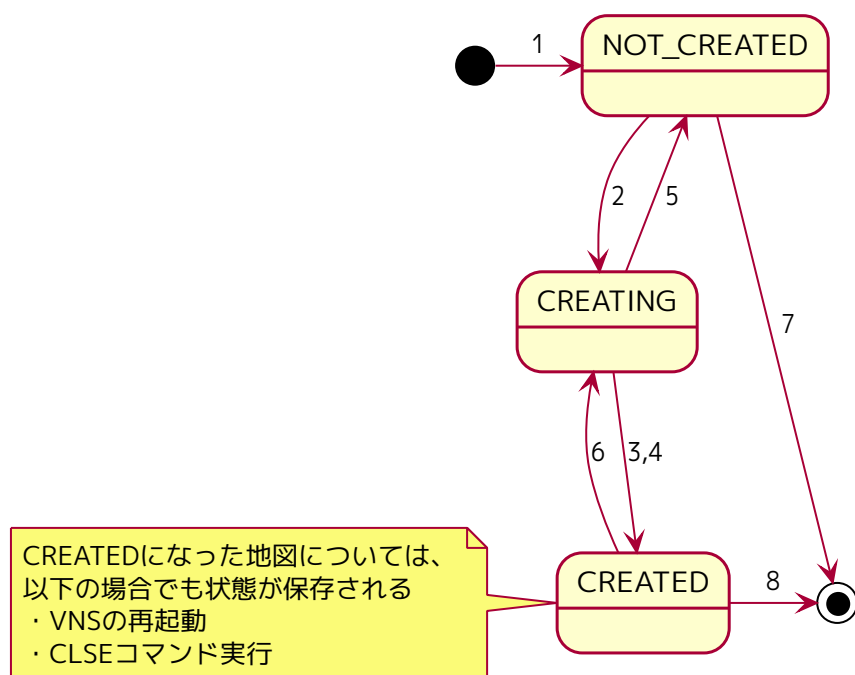 1
NOT_CREATED
2
5
CREATING
7
6
3,4
CREATEDになった地図については、
以下の場合でも状態が保存される
・VNSの再起動
・CLSEコマンド実行
CREATED
8